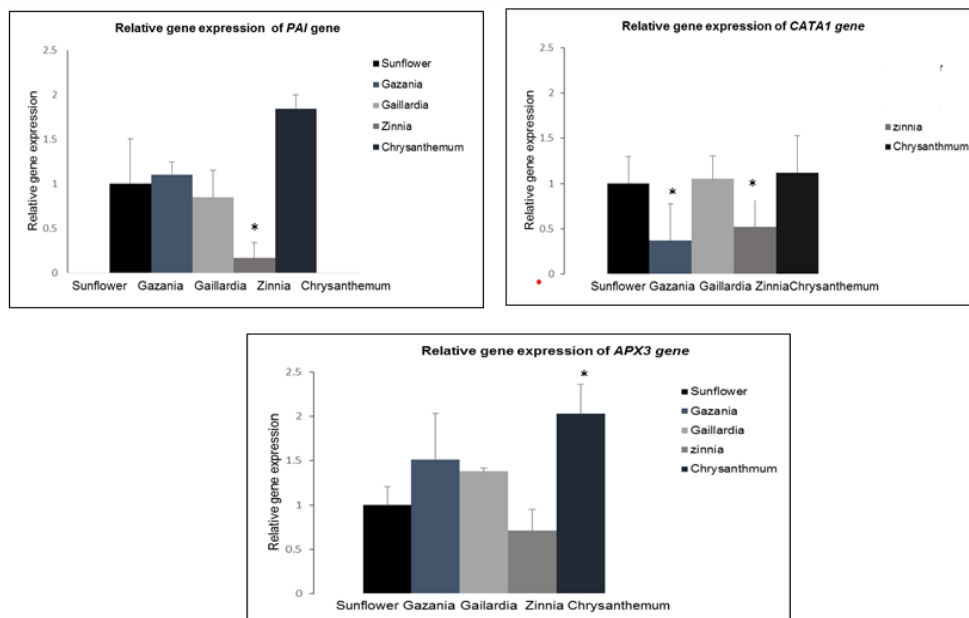 Relative gene expression of PAI gene
2.5
2
1.5
1
0.5
0
Relative gene expression
*
Sunflower
Gazania
Gaillardia
Zinnia
Chrysanthemum
Sunflower Gazania Gaillardia Zinnia Chrysanthemum
Relative gene expression of CATA1 gene
2.5
2
1.5
1
0.5
0
Relative gene expression
* *
zinnia
Chrysanthmum
Sunflower Gazania Gaillardia ZinniaChrysanthemum
Relative gene expression of APX3 gene
2.5
2
1.5
1
0.5
0
Relative gene expression
*
Sunflower
Gazania
Gaillardia
zinnia
Chrysanthmum
Sunflower Gazania Gailardia Zinnia Chrysanthemum